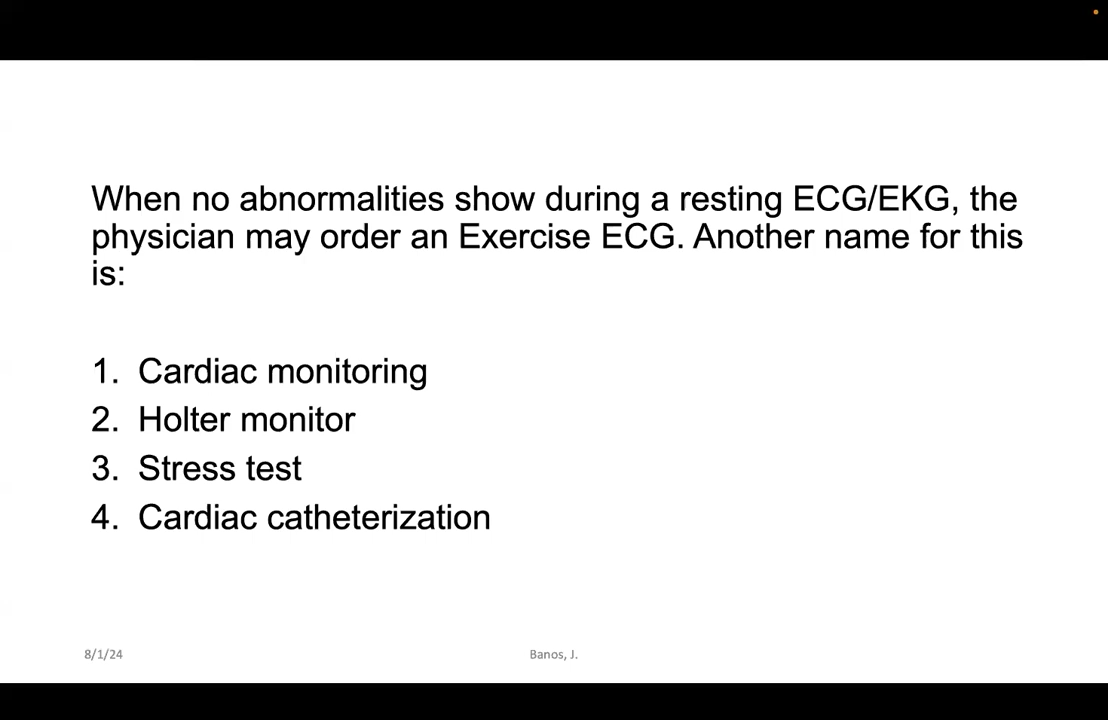 When no abnormalities show during a resting ECG/EKG, the
physician may order an Exercise ECG. Another name for this
is:
1. Cardiac monitoring
2. Holter monitor
3. Stress test
4. Cardiac catheterization
8/1/24
Banos, J.